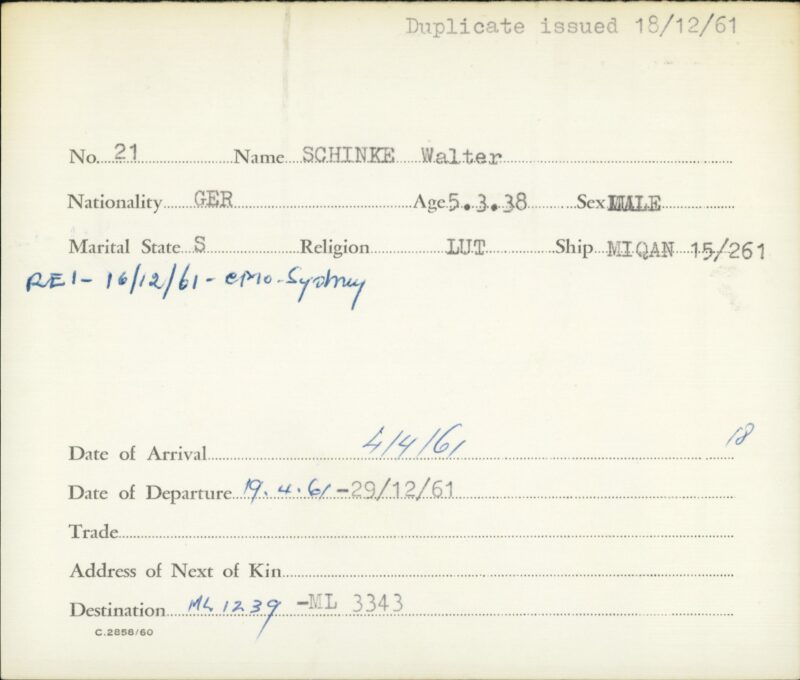 Duplicate issued 18/12/61
No. 21 Name SCHINKE Walter
Nationality GER Age 5.3.38 Sex MALE
Marital State S Religion LUT Ship MIQAN 15/261
REI - 16/12/61 - CMO - Sydney
Date of Arrival 4/4/61 18
Date of Departure 19.4.61 -29/12/61
Trade
Address of Next of Kin
Destination ML 1239 -ML 3343
C.2858/60